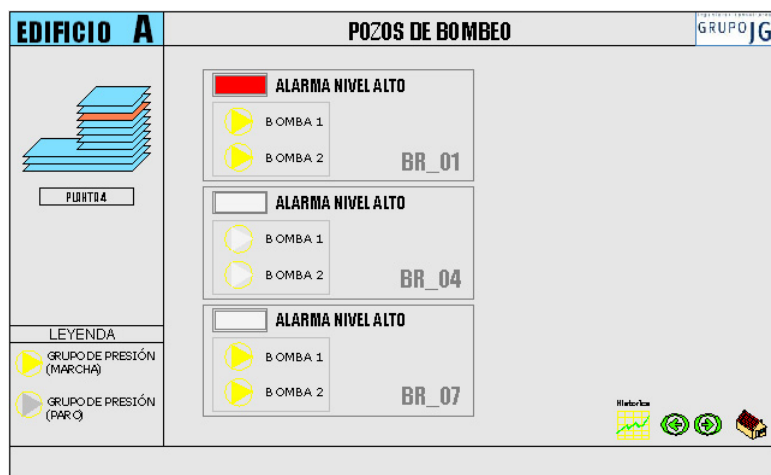 EDIFICIO A
POZOS DE BOMBEO
GRUPO JG
ALARMA NIVEL ALTO
BOMBA 1
BOMBA 2
BR_01
PLANTA 4
ALARMA NIVEL ALTO
BOMBA 1
BOMBA 2
BR_04
ALARMA NIVEL ALTO
BOMBA 1
BOMBA 2
BR_07
LEYENDA
GRUPO DE PRESIÓN
(MARCHA)
GRUPO DE PRESIÓN
(PARO)
Historico